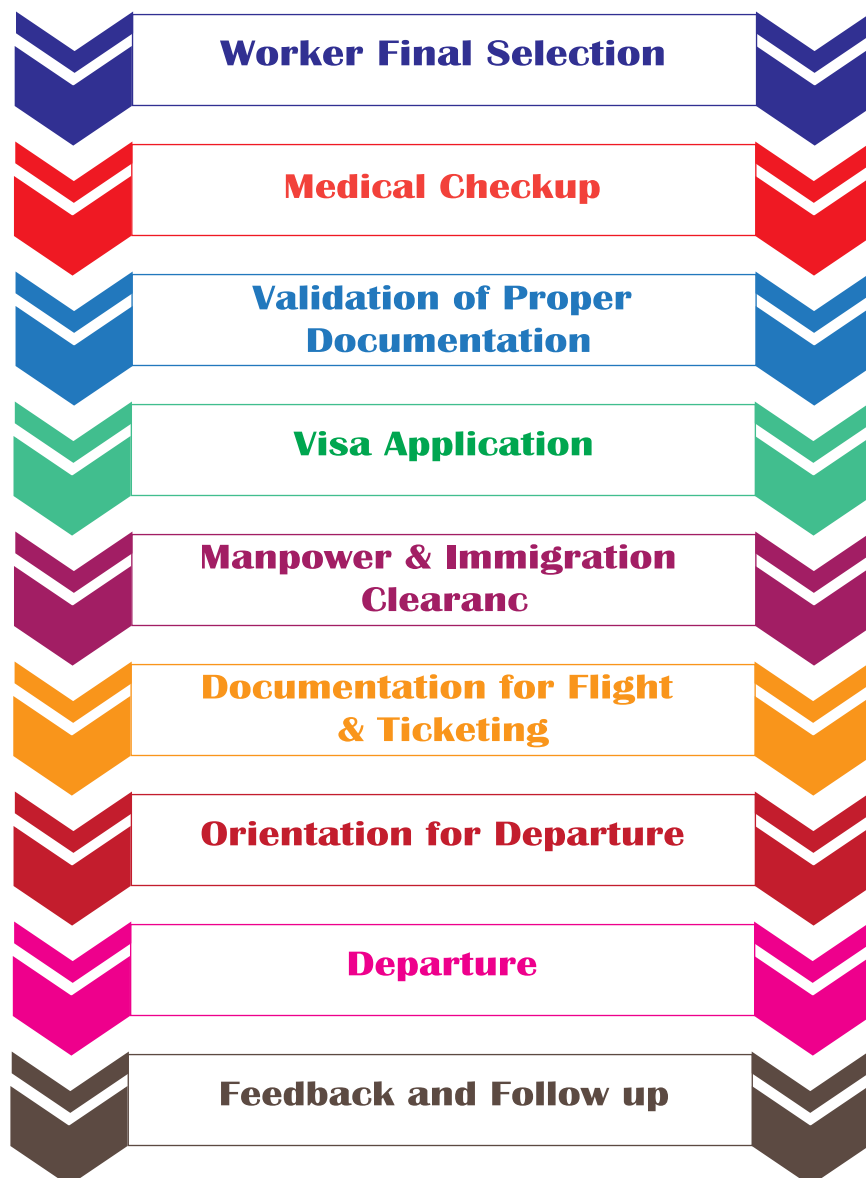 Worker Final Selection
Medical Checkup
Validation of Proper
Documentation
Visa Application
Manpower & Immigration
Clearanc
Documentation for Flight
& Ticketing
Orientation for Departure
Departure
Feedback and Follow up